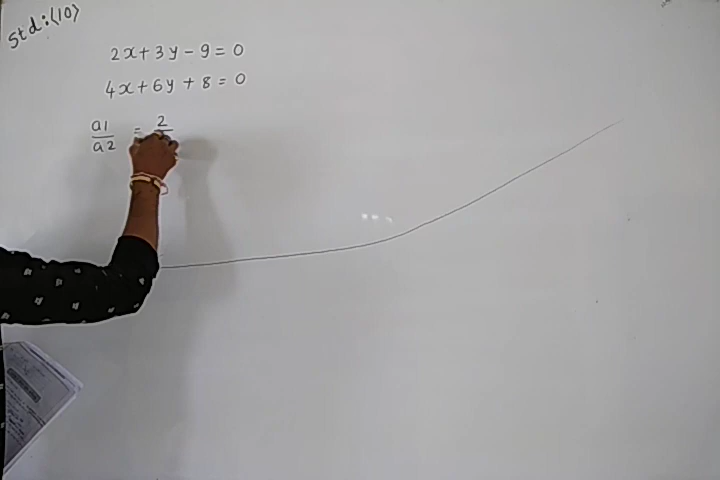 Std:(10)
2x+3y-9=0
4x+6y+8=0
a1/a2 = 2